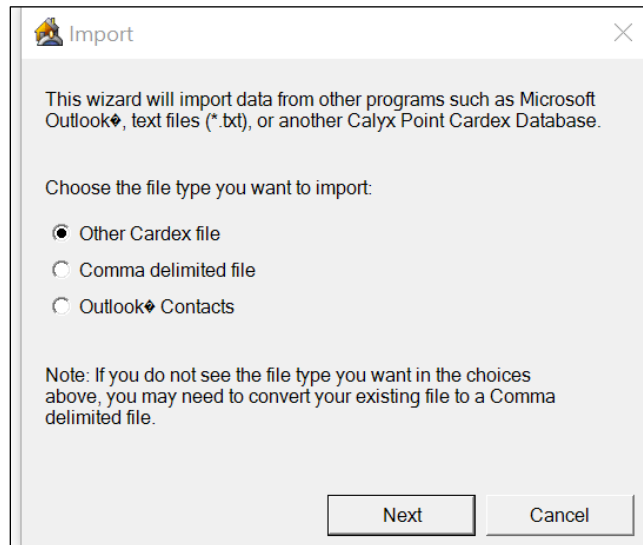 Import
This wizard will import data from other programs such as Microsoft
Outlook�, text files (*.txt), or another Calyx Point Cardex Database.
Choose the file type you want to import:
Other Cardex file
Comma delimited file
Outlook� Contacts
Note: If you do not see the file type you want in the choices
above, you may need to convert your existing file to a Comma
delimited file.
Next Cancel